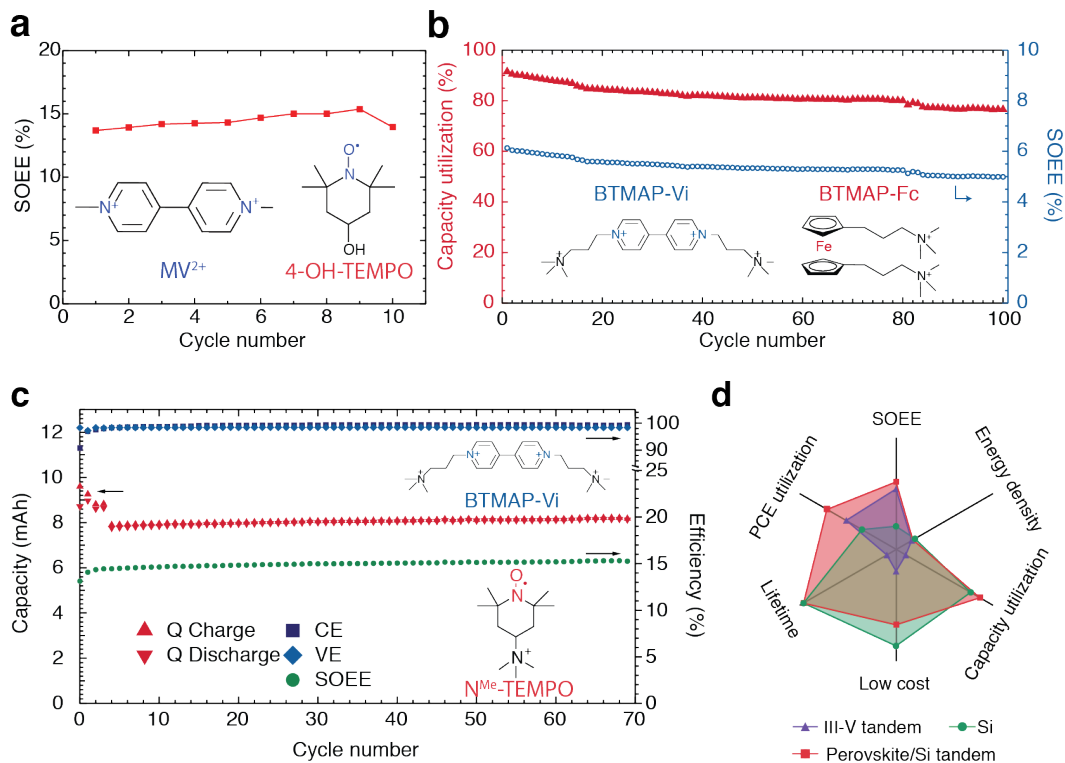 a
20
15
10
5
0
SOEE (%)
0 2 4 6 8 10
Cycle number
N+
N+
MV2+
O•
N
OH
4-OH-TEMPO
b
100
80
60
40
20
0
Capacity utilization (%)
10
8
6
4
2
0
SOEE (%)
0 20 40 60 80 100
Cycle number
BTMAP-Vi
N+
N+
N+
N+
BTMAP-Fc
Fe
N+
N+
c
12
10
8
6
4
2
0
Capacity (mAh)
100
90
25
20
15
10
5
0
Efficiency (%)
0 10 20 30 40 50 60 70
Cycle number
N+
N+
N+
N+
BTMAP-Vi
O•
N
N+
NMe-TEMPO
Q Charge
Q Discharge
CE
VE
SOEE
d
SOEE
Energy density
Capacity utilization
Low cost
Lifetime
PCE utilization
III-V tandem
Si
Perovskite/Si tandem